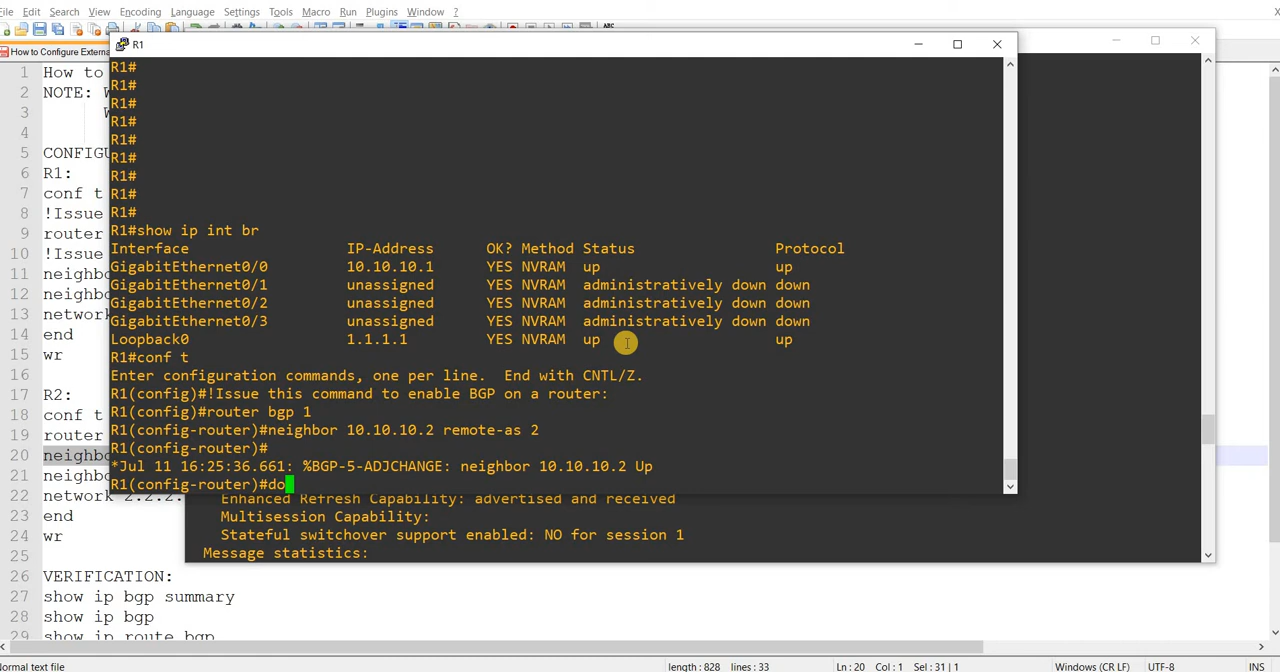 File Edit Search View Encoding Language Settings Tools Macro Run Plugins Window ?
How to Configure Externa
R1
1 How to
2 NOTE: W
3
4
5 CONFIGU
6 R1:
7 conf t
8 !Issue
9 router
10 !Issue
11 neighbo
12 neighbo
13 network
14 end
15 wr
16
17 R2:
18 conf t
19 router
20 neighbo
21 neighbo
22 network 2.2.2.
23 end
24 wr
25
26 VERIFICATION:
27 show ip bgp summary
28 show ip bgp
29 show ip route bgp
R1#
R1#
R1#
R1#
R1#
R1#
R1#
R1#
R1#
R1#show ip int br
Interface IP-Address OK? Method Status Protocol
GigabitEthernet0/0 10.10.10.1 YES NVRAM up up
GigabitEthernet0/1 unassigned YES NVRAM administratively down down
GigabitEthernet0/2 unassigned YES NVRAM administratively down down
GigabitEthernet0/3 unassigned YES NVRAM administratively down down
Loopback0 1.1.1.1 YES NVRAM up up
R1#conf t
Enter configuration commands, one per line. End with CNTL/Z.
R1(config)#!Issue this command to enable BGP on a router:
R1(config)#router bgp 1
R1(config-router)#neighbor 10.10.10.2 remote-as 2
R1(config-router)#
*Jul 11 16:25:36.661: %BGP-5-ADJCHANGE: neighbor 10.10.10.2 Up
R1(config-router)#do
Enhanced Refresh Capability: advertised and received
Multisession Capability:
Stateful switchover support enabled: NO for session 1
Message statistics:
Normal text file length : 828 lines : 33 Ln : 20 Col : 1 Sel : 31 | 1 Windows (CR LF) UTF-8 INS